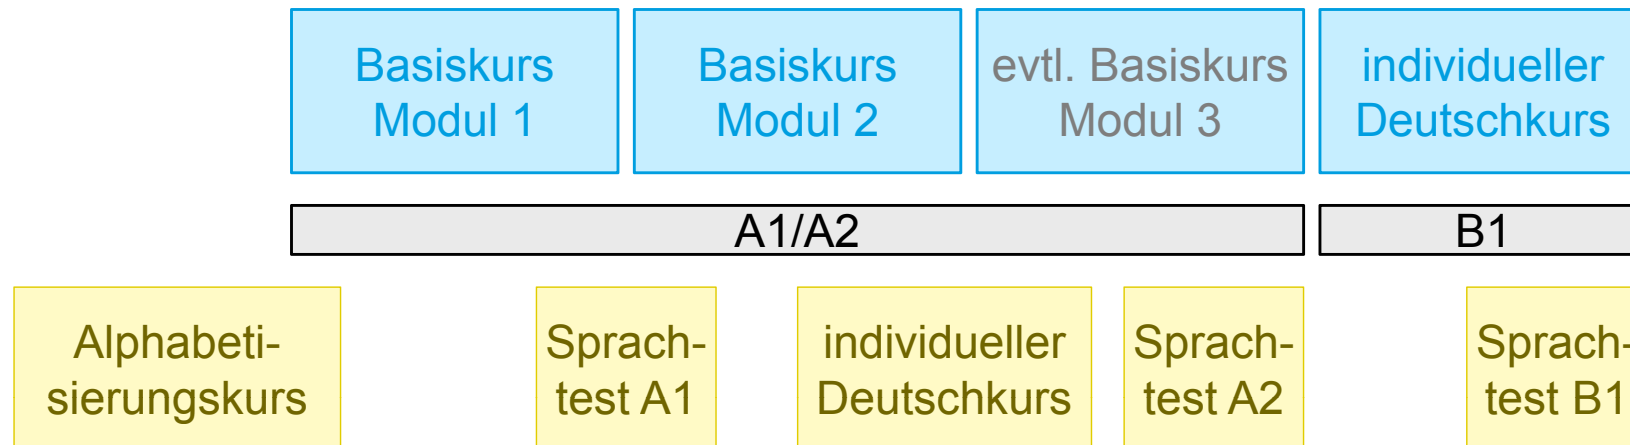 Basiskurs
Modul 1
Basiskurs
Modul 2
evtl. Basiskurs
Modul 3
individueller
Deutschkurs
A1/A2
B1
Alphabeti-
sierungskurs
Sprach-
test A1
individueller
Deutschkurs
Sprach-
test A2
Sprach-
test B1